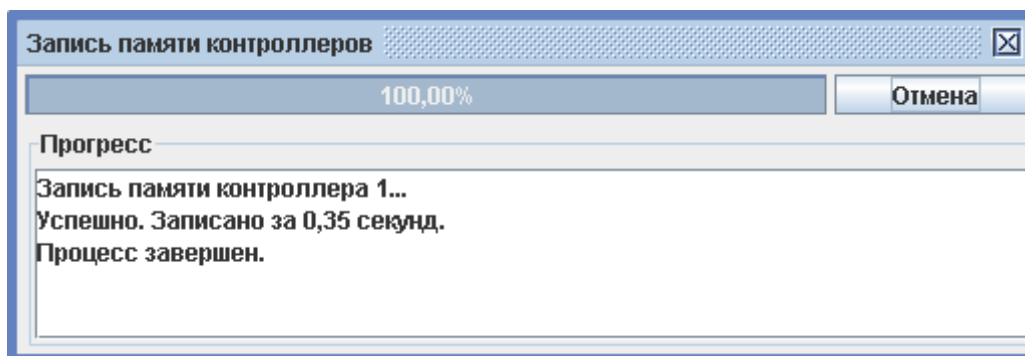 Запись памяти контроллеров
100,00%
Отмена
Прогресс
Запись памяти контроллера 1...
Успешно. Записано за 0,35 секунд.
Процесс завершен.